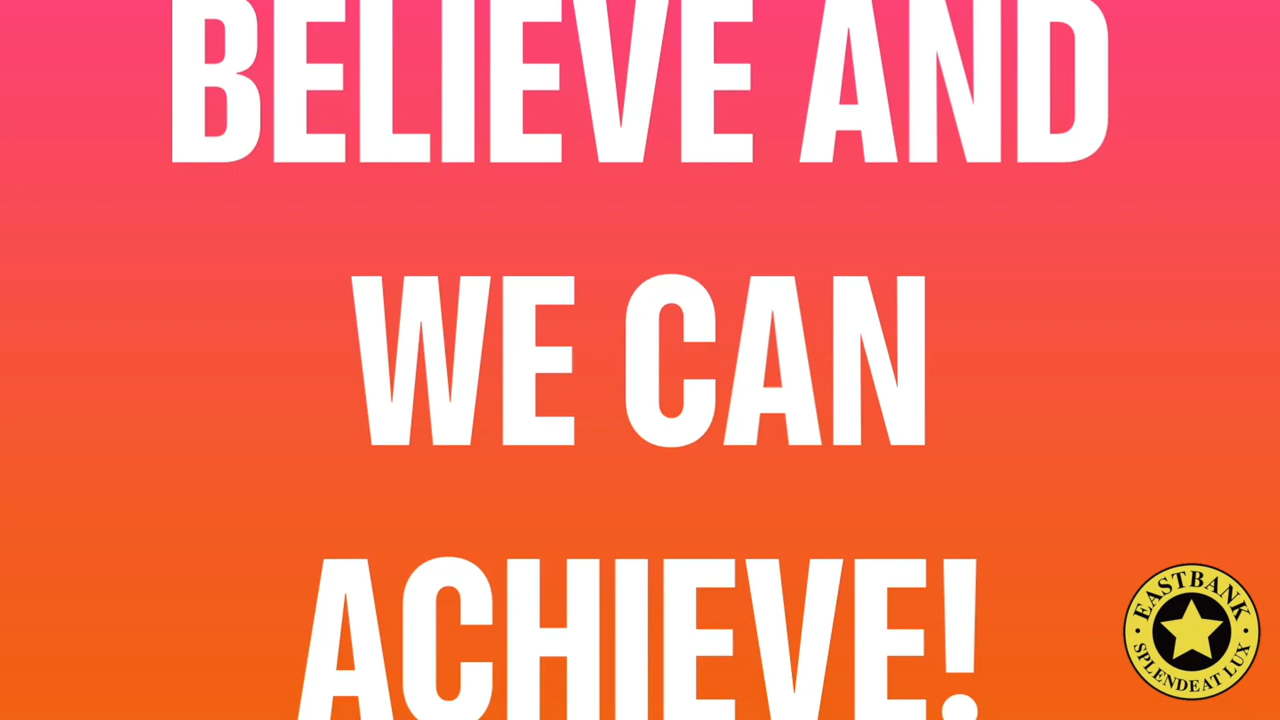 BELIEVE AND
WE CAN
ACHIEVE!
EASTBANK
SPLENDEAT LUX